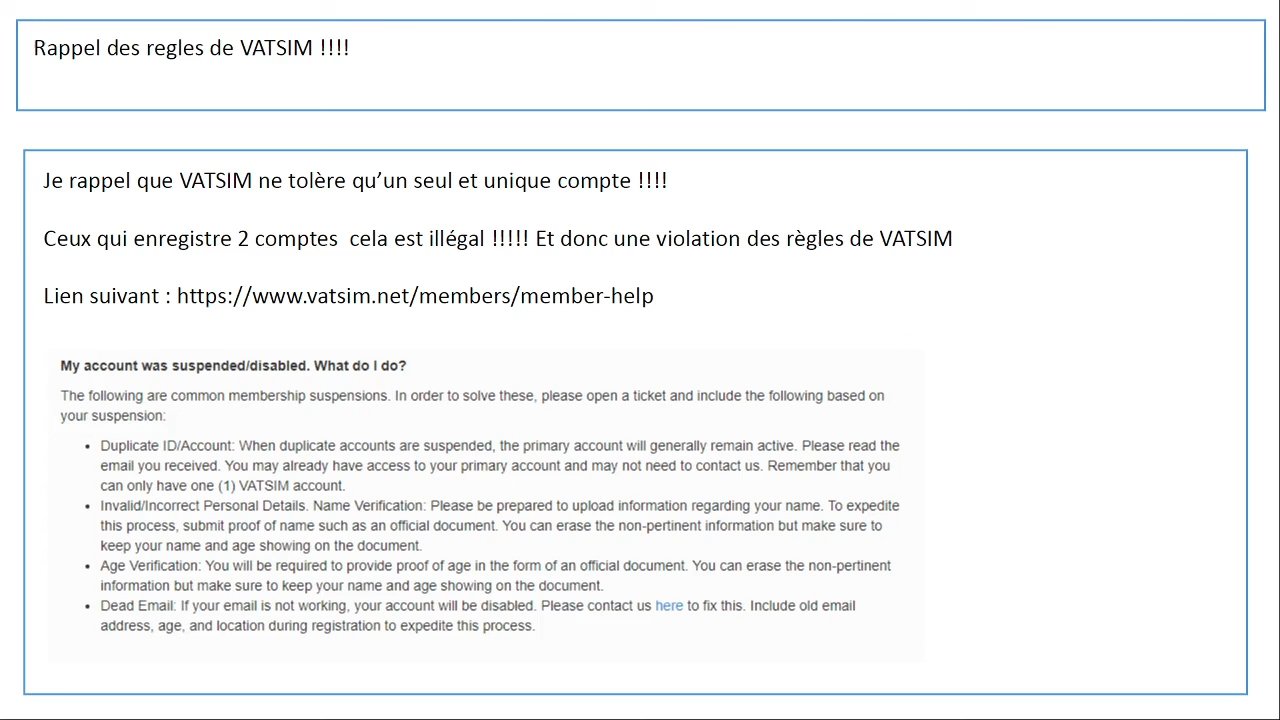 Rappel des regles de VATSIM !!!!
Je rappel que VATSIM ne tolère qu’un seul et unique compte !!!!
Ceux qui enregistre 2 comptes  cela est illégal !!!!! Et donc une violation des règles de VATSIM
Lien suivant : https://www.vatsim.net/members/member-help
My account was suspended/disabled. What do I do?
The following are common membership suspensions. In order to solve these, please open a ticket and include the following based on
your suspension:
• Duplicate ID/Account: When duplicate accounts are suspended, the primary account will generally remain active. Please read the
email you received. You may already have access to your primary account and may not need to contact us. Remember that you
can only have one (1) VATSIM account.
• Invalid/Incorrect Personal Details. Name Verification: Please be prepared to upload information regarding your name. To expedite
this process, submit proof of name such as an official document. You can erase the non-pertinent information but make sure to
keep your name and age showing on the document.
• Age Verification: You will be required to provide proof of age in the form of an official document. You can erase the non-pertinent
information but make sure to keep your name and age showing on the document.
• Dead Email: If your email is not working, your account will be disabled. Please contact us here to fix this. Include old email
address, age, and location during registration to expedite this process.